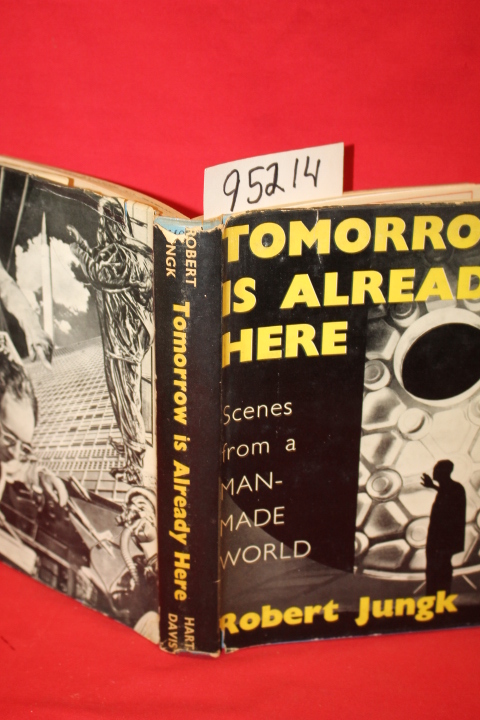 95214
TOMORRO
IS ALREAD
HERE
Scenes
from a
MAN-
MADE
WORLD
Robert Jungk
ROBERT
JUNGK
Tomorrow is Already Here
HART
DAVIS